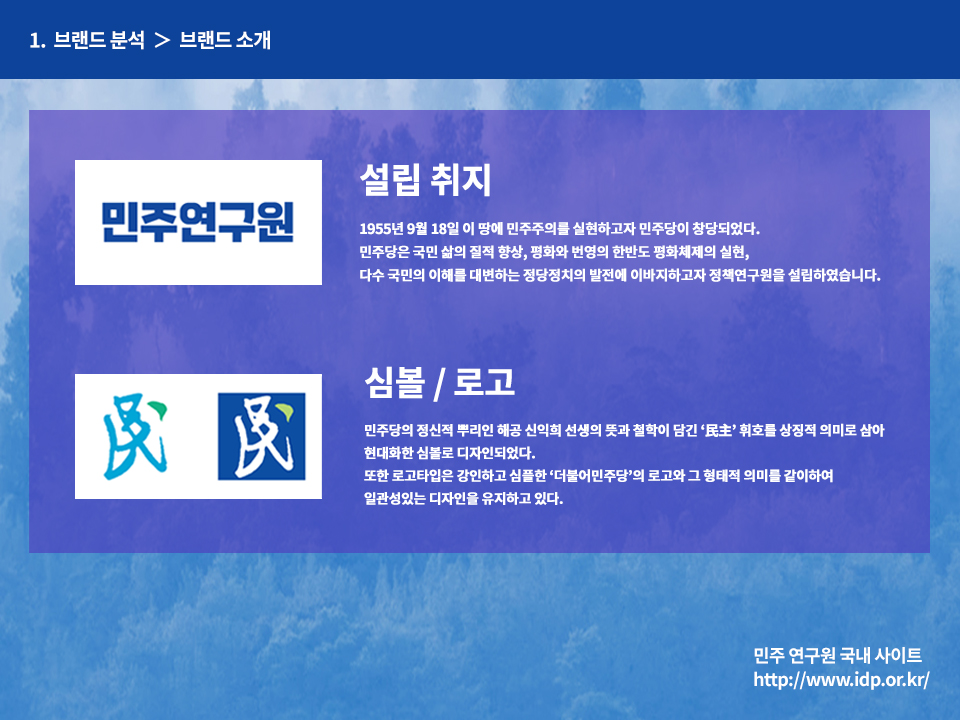 1. 브랜드 분석 > 브랜드 소개
민주연구원
설립 취지
1955년 9월 18일 이 땅에 민주주의를 실현하고자 민주당이 창당되었다.
민주당은 국민 삶의 질적 향상, 평화와 번영의 한반도 평화체제의 실현,
다수 국민의 이해를 대변하는 정당정치의 발전에 이바지하고자 정책연구원을 설립하였습니다.
民 民
심볼 / 로고
민주당의 정신적 뿌리인 해공 신익희 선생의 뜻과 철학이 담긴 ‘民主’ 휘호를 상징적 의미로 삼아
현대화한 심볼로 디자인되었다.
또한 로고타입은 강인하고 심플한 ‘더불어민주당’의 로고와 그 형태적 의미를 같이하여
일관성있는 디자인을 유지하고 있다.
민주 연구원 국내 사이트
http://www.idp.or.kr/